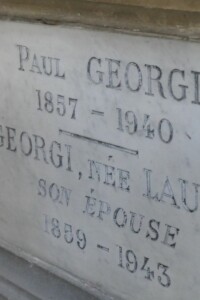 PAUL GEORGI
1857 - 1940
GEORGI, NÉE LAU
SON ÉPOUSE
1859 - 1943